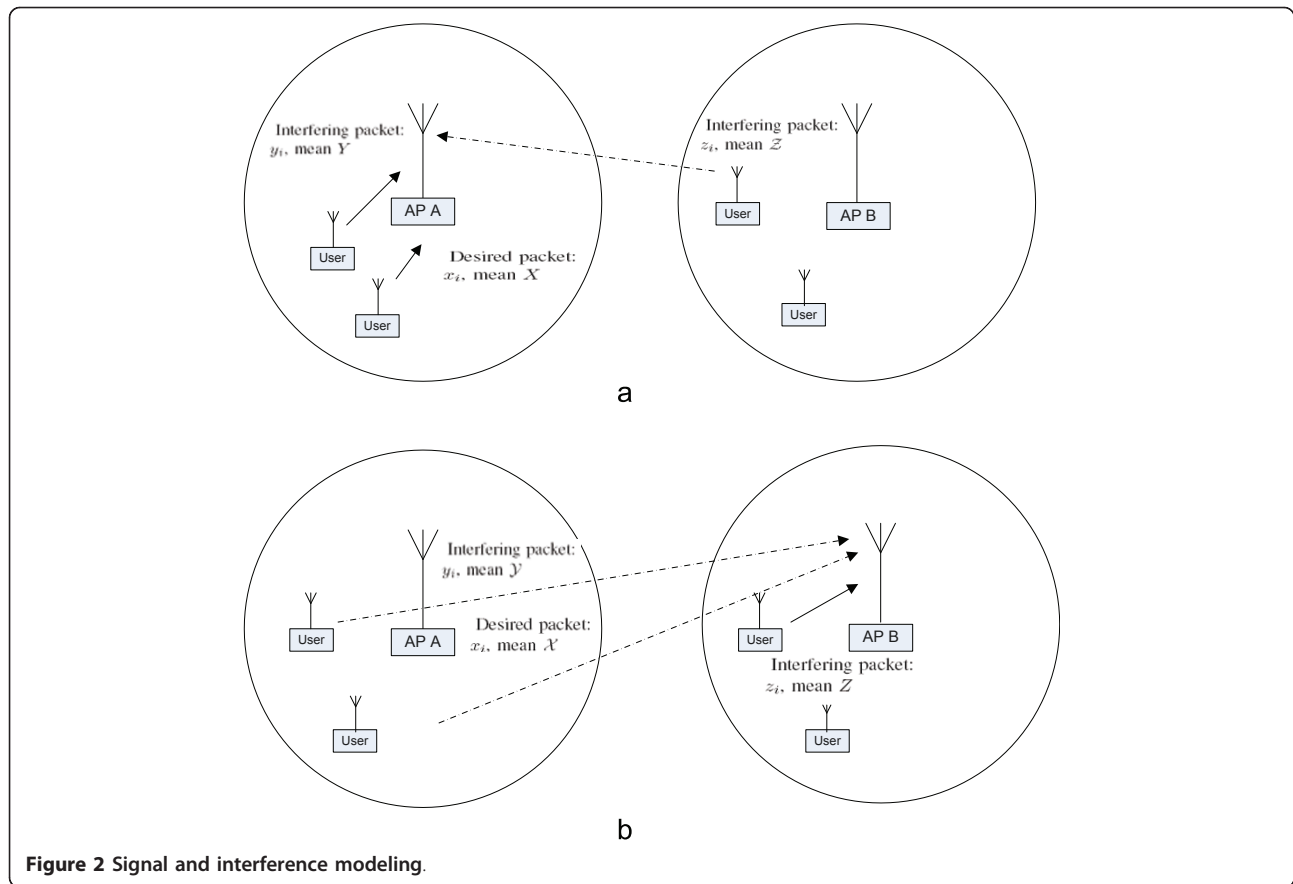 Interfering packet:
y_i, mean Y
Interfering packet:
z_i, mean 𝒵
AP A
User
User
Desired packet:
x_i, mean X
User
AP B
User
a
Interfering packet:
y_i, mean 𝒴
User
AP A
Desired packet:
x_i, mean 𝒳
User
User
AP B
Interfering packet:
z_i, mean Z
User
b
Figure 2 Signal and interference modeling.